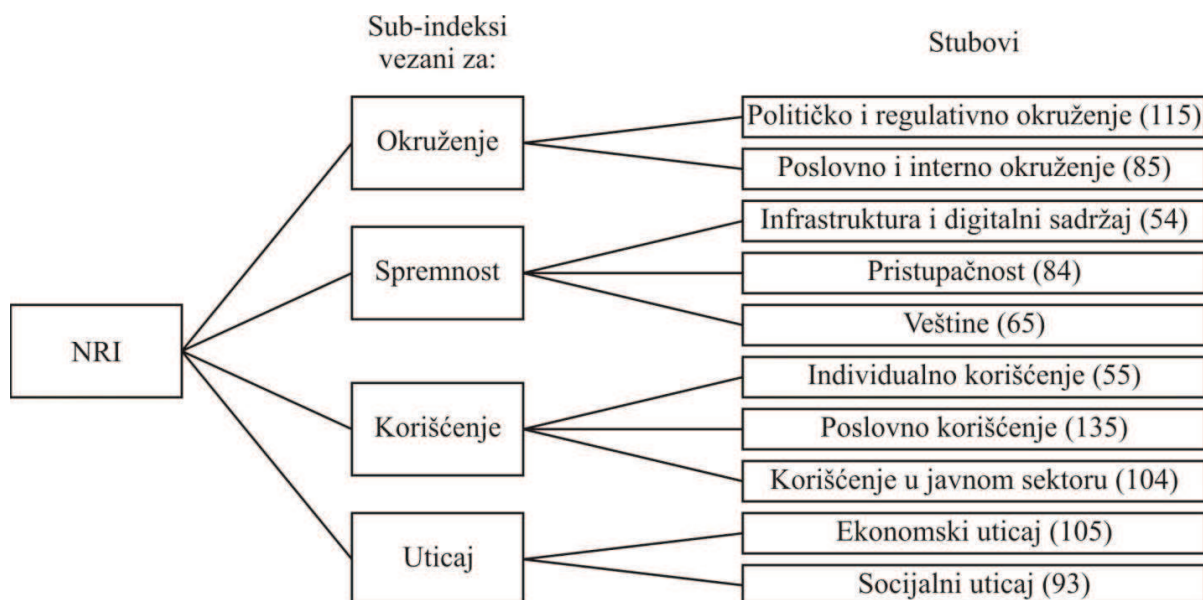 Sub-indeksi
vezani za:
Stubovi
NRI
Okruženje
Političko i regulativno okruženje (115)
Poslovno i interno okruženje (85)
Spremnost
Infrastruktura i digitalni sadržaj (54)
Pristupačnost (84)
Veštine (65)
Korišćenje
Individualno korišćenje (55)
Poslovno korišćenje (135)
Korišćenje u javnom sektoru (104)
Uticaj
Ekonomski uticaj (105)
Socijalni uticaj (93)